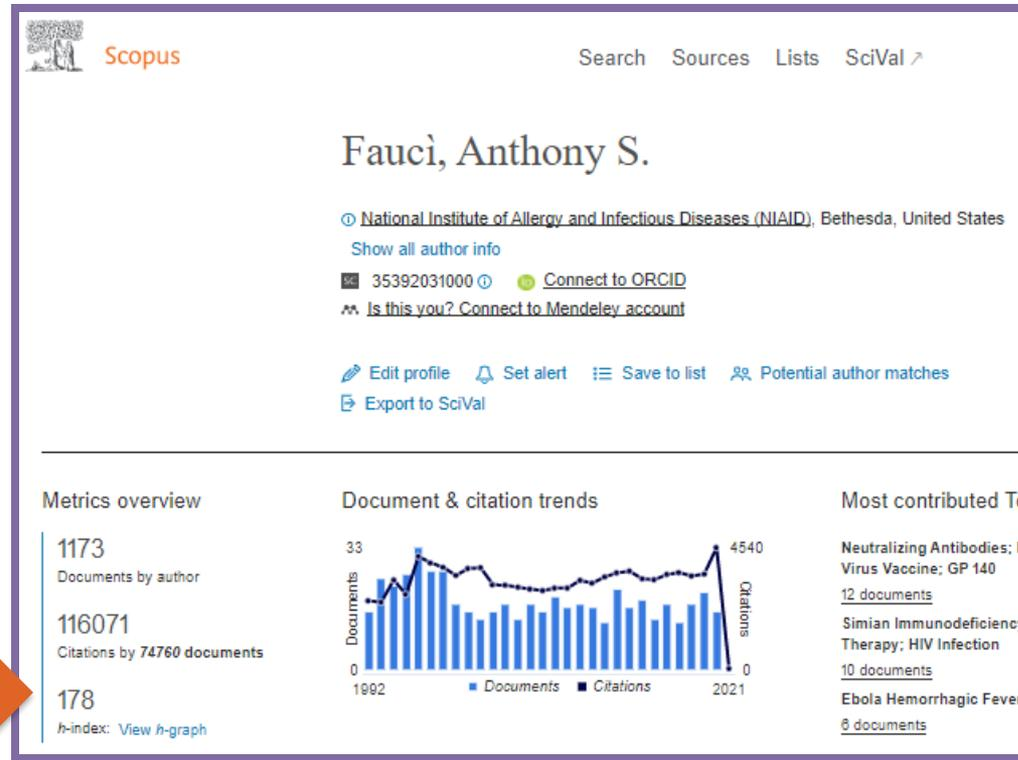 Scopus
Search Sources Lists SciVal ↗
Faucì, Anthony S.
National Institute of Allergy and Infectious Diseases (NIAID), Bethesda, United States
Show all author info
SC 35392031000 Connect to ORCID
Is this you? Connect to Mendeley account
Edit profile Set alert Save to list Potential author matches
Export to SciVal
Metrics overview
1173
Documents by author
116071
Citations by 74760 documents
178
h-index: View h-graph
Document & citation trends
33
4540
Documents
Citations
0
0
1992
2021
Documents Citations
Most contributed T
Neutralizing Antibodies;
Virus Vaccine; GP 140
12 documents
Simian Immunodeficiency
Therapy; HIV Infection
10 documents
Ebola Hemorrhagic Fever
6 documents